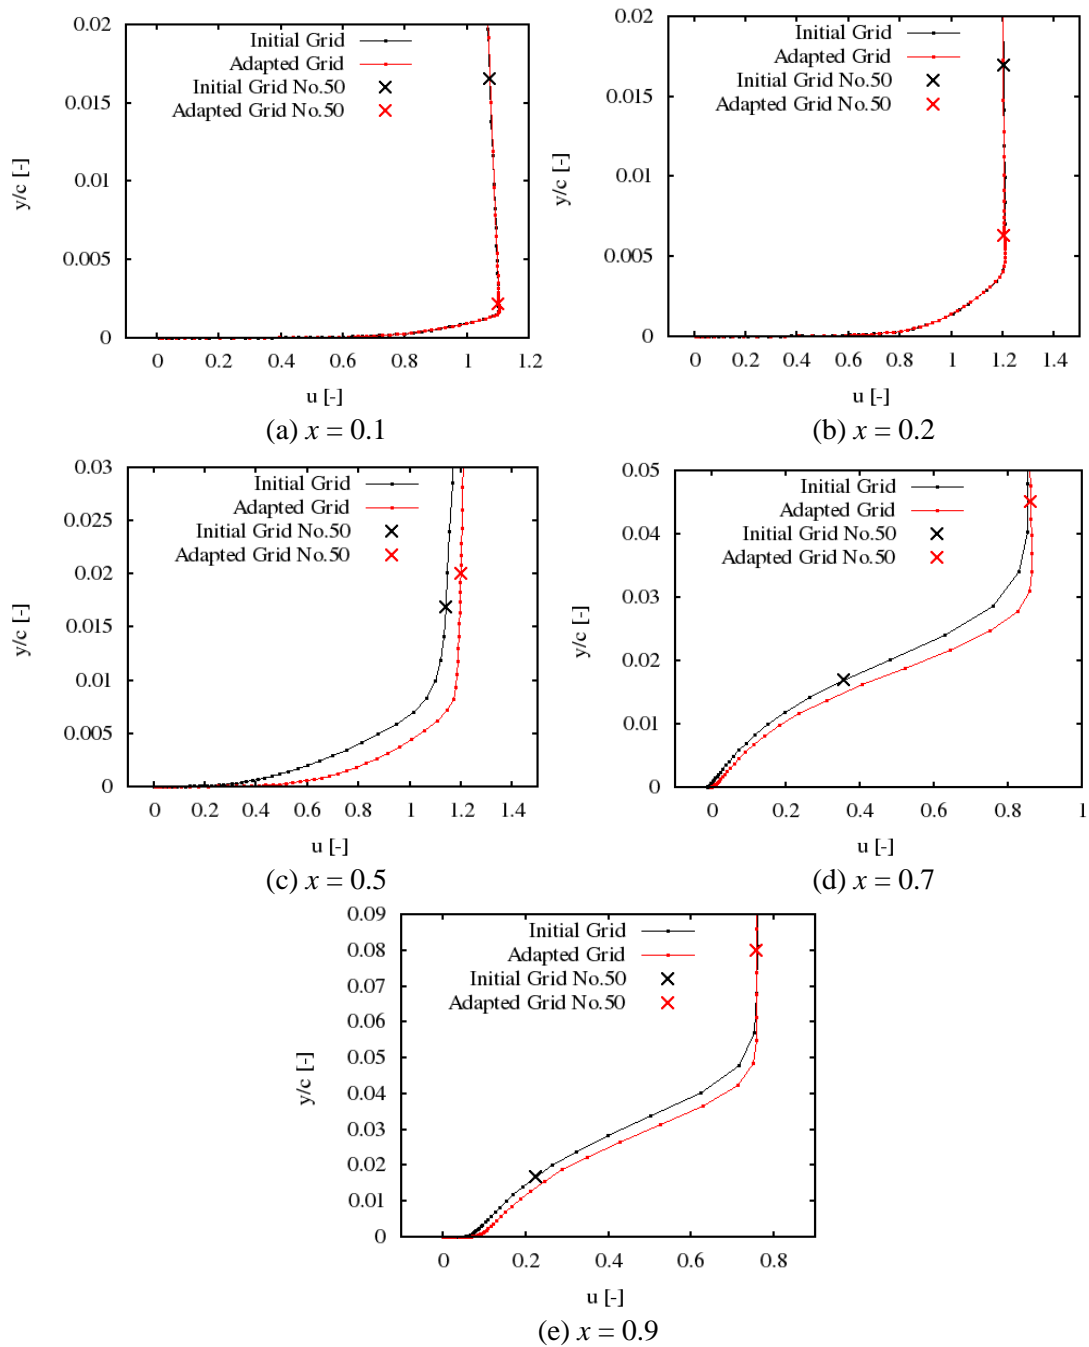 0.02
0.015
0.01
0.005
0
y/c [-]
Initial Grid
Adapted Grid
Initial Grid No.50
Adapted Grid No.50
0 0.2 0.4 0.6 0.8 1 1.2
u [-]
(a) x = 0.1
0.02
0.015
0.01
0.005
0
y/c [-]
Initial Grid
Adapted Grid
Initial Grid No.50
Adapted Grid No.50
0 0.2 0.4 0.6 0.8 1 1.2 1.4
u [-]
(b) x = 0.2
0.03
0.025
0.02
0.015
0.01
0.005
0
y/c [-]
Initial Grid
Adapted Grid
Initial Grid No.50
Adapted Grid No.50
0 0.2 0.4 0.6 0.8 1 1.2 1.4
u [-]
(c) x = 0.5
0.05
0.04
0.03
0.02
0.01
0
y/c [-]
Initial Grid
Adapted Grid
Initial Grid No.50
Adapted Grid No.50
0 0.2 0.4 0.6 0.8 1
u [-]
(d) x = 0.7
0.09
0.08
0.07
0.06
0.05
0.04
0.03
0.02
0.01
0
y/c [-]
Initial Grid
Adapted Grid
Initial Grid No.50
Adapted Grid No.50
0 0.2 0.4 0.6 0.8
u [-]
(e) x = 0.9